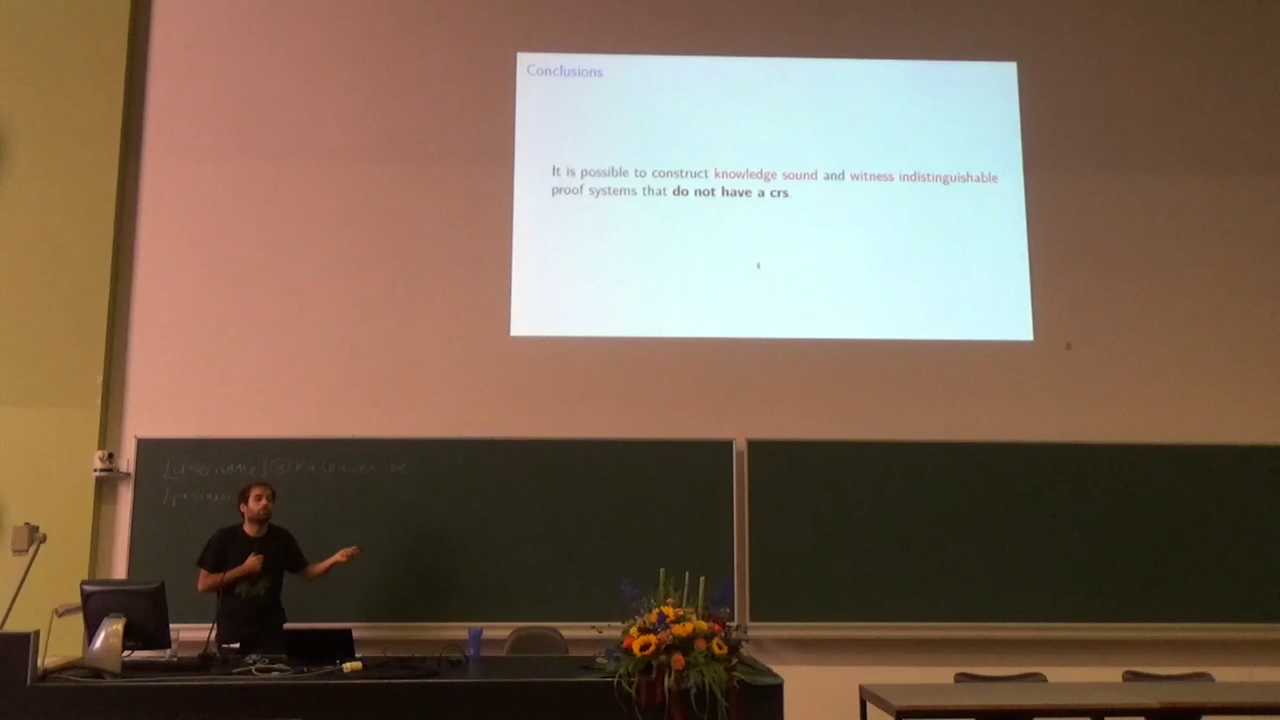 Conclusions
It is possible to construct knowledge sound and witness indistinguishable
proof systems that do not have a crs.